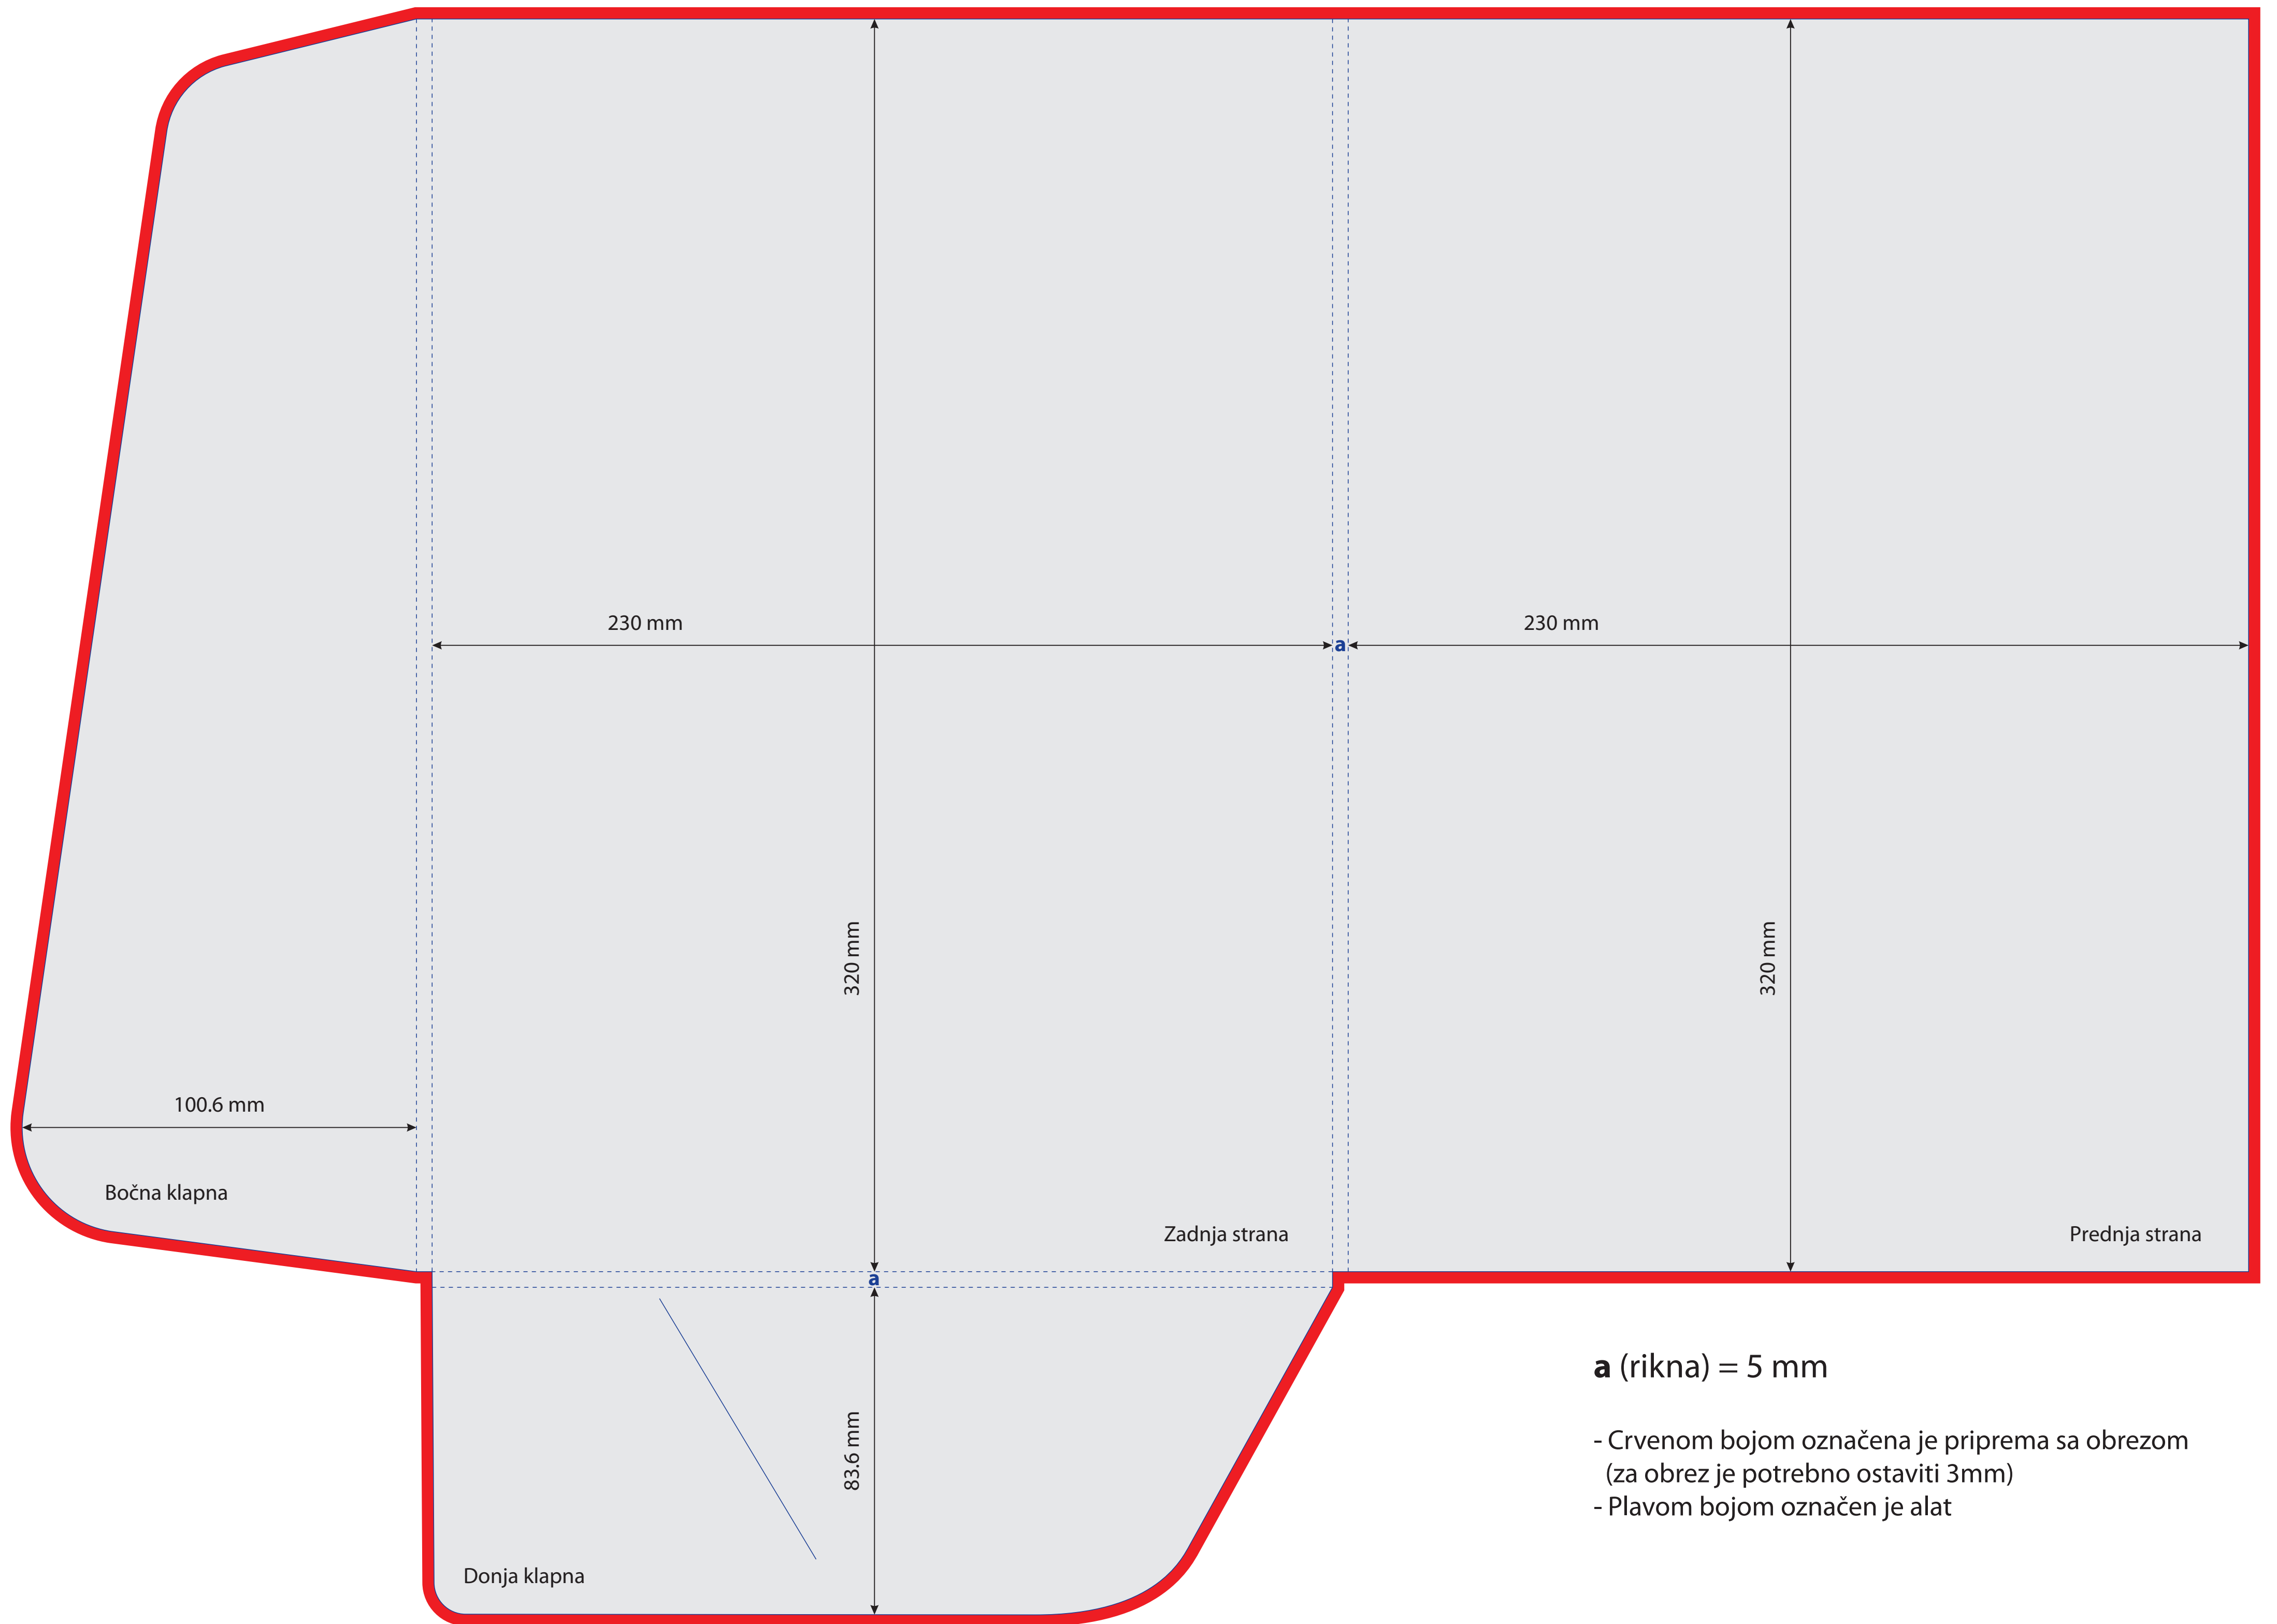 230 mm
a
230 mm
320 mm
320 mm
100.6 mm
Bočna klapna
Zadnja strana
Prednja strana
a
83.6 mm
Donja klapna
a (rikna) = 5 mm
- Crvenom bojom označena je priprema sa obrezom
(za obrez je potrebno ostaviti 3mm)
- Plavom bojom označen je alat